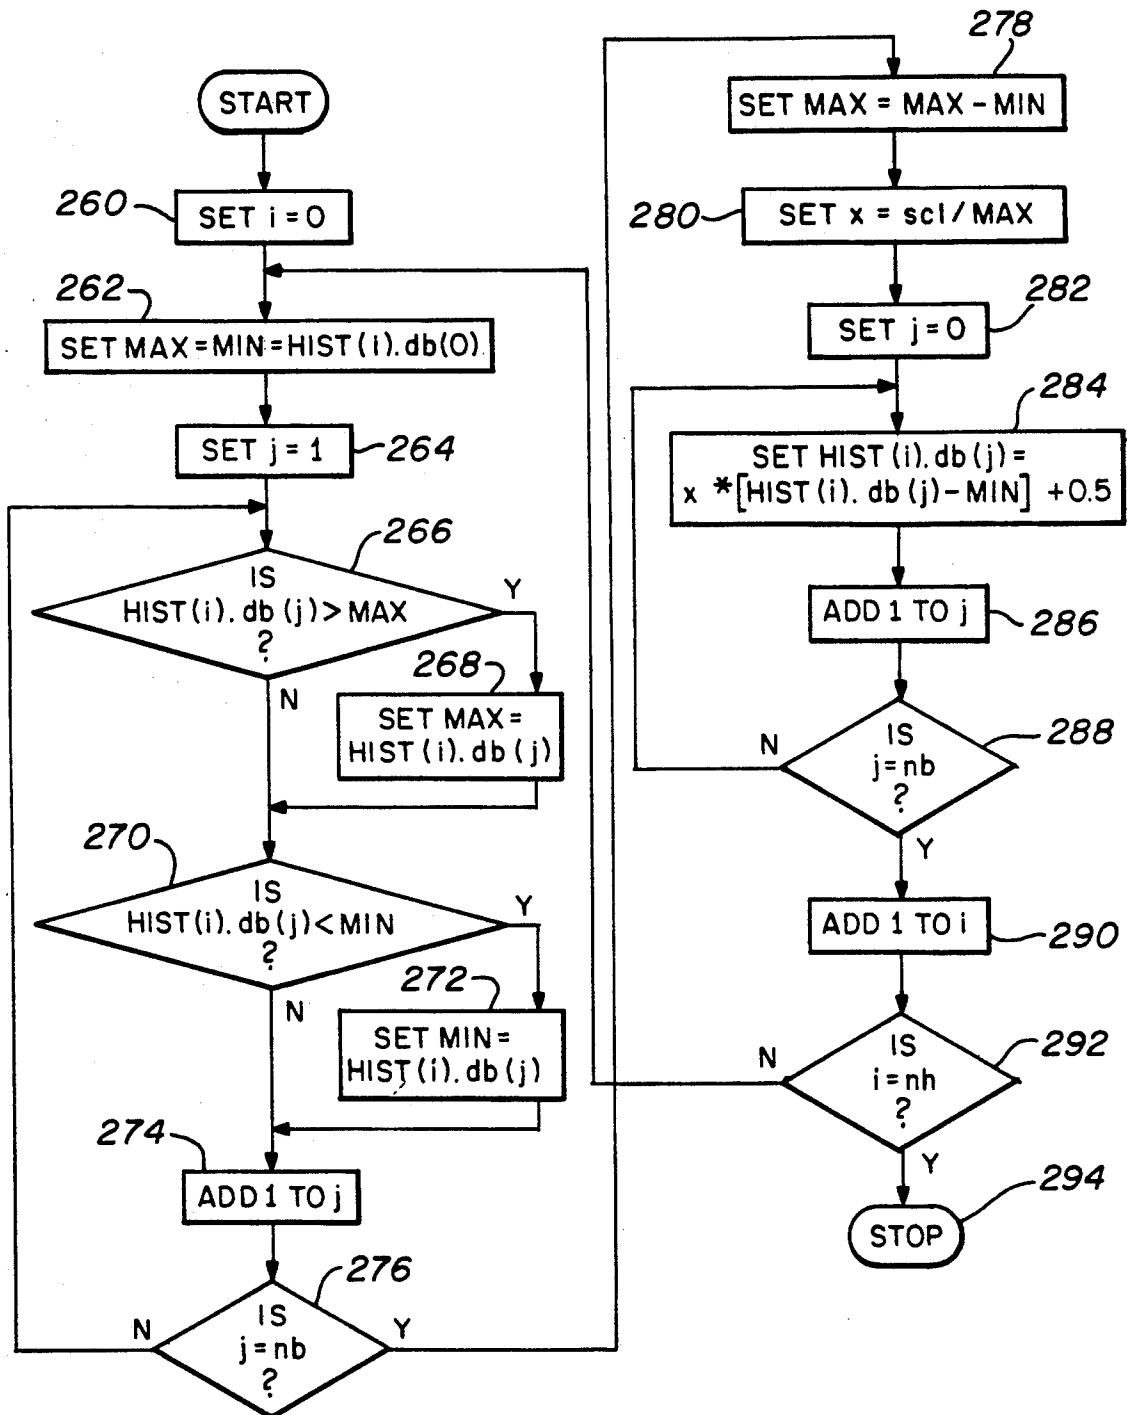 START
260
SET i = 0
262
SET MAX=MIN=HIST(i).db(0)
SET j = 1
264
266
IS
HIST(i).db(j)> MAX
?
Y
N
268
SET MAX=
HIST(i).db(j)
270
IS
HIST(i).db(j)< MIN
?
Y
N
272
SET MIN=
HIST(i).db(j)
274
ADD 1 TO j
276
IS
j=nb
?
N
Y
278
SET MAX = MAX - MIN
280
SET x = scl/MAX
282
SET j=0
284
SET HIST(i).db(j)=
x *[HIST(i).db(j)-MIN] +0.5
ADD 1 TO j
286
288
IS
j=nb
?
N
Y
ADD 1 TO i
290
292
IS
i=nh
?
N
Y
294
STOP